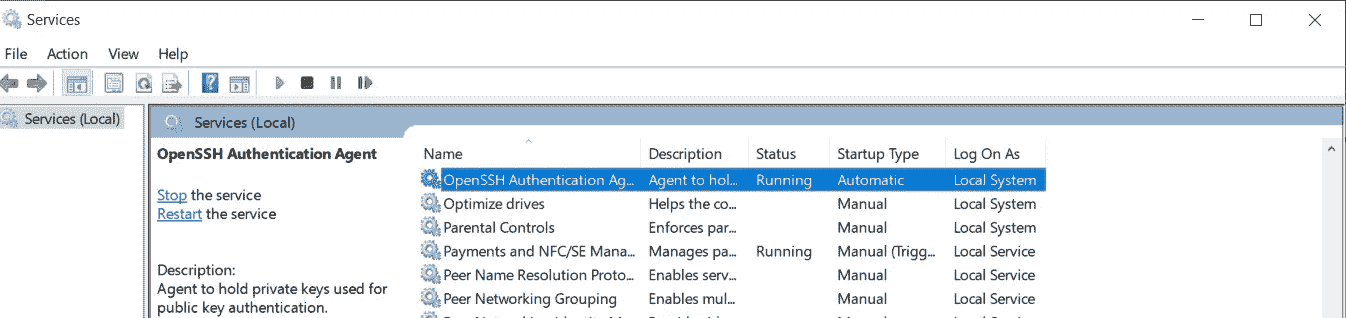 Services
File Action View Help
Services (Local)
Services (Local)
OpenSSH Authentication Agent
Stop the service
Restart the service
Description:
Agent to hold private keys used for
public key authentication.
Name Description Status Startup Type Log On As
OpenSSH Authentication Ag... Agent to hol... Running Automatic Local System
Optimize drives Helps the co... Manual Local System
Parental Controls Enforces par... Manual Local System
Payments and NFC/SE Mana... Manages pa... Running Manual (Trigg... Local Service
Peer Name Resolution Proto... Enables serv... Manual Local Service
Peer Networking Grouping Enables mul... Manual Local Service